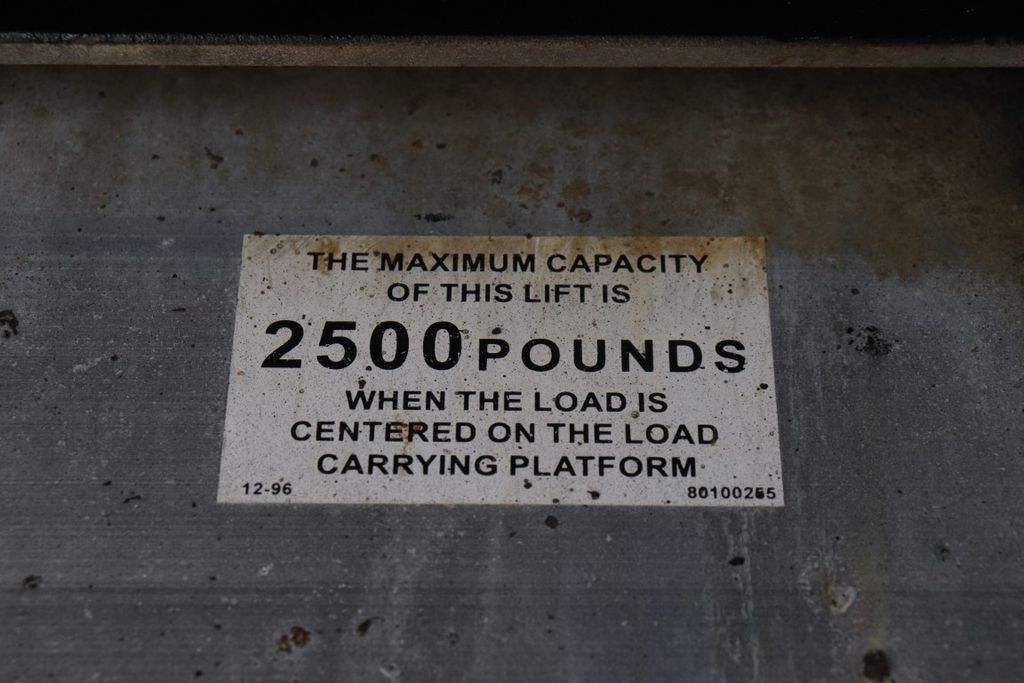 THE MAXIMUM CAPACITY
OF THIS LIFT IS
2500 POUNDS
WHEN THE LOAD IS
CENTERED ON THE LOAD
CARRYING PLATFORM
12-96 80100255